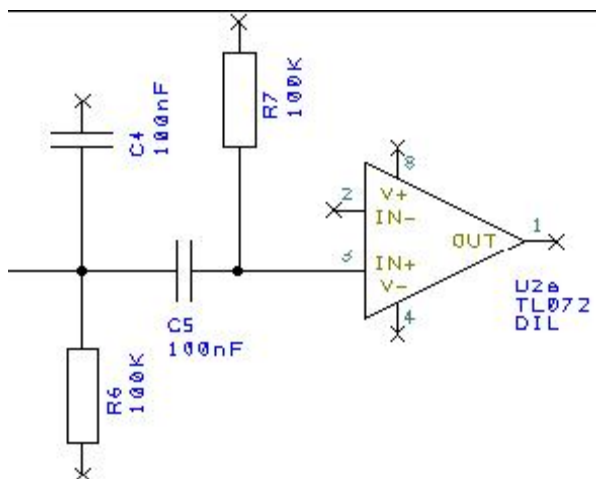 C4
100nF
R7
100K
8
V+
2
IN-
OUT
1
3
IN+
V-
4
U2a
TL072
DIL
C5
100nF
R6
100K